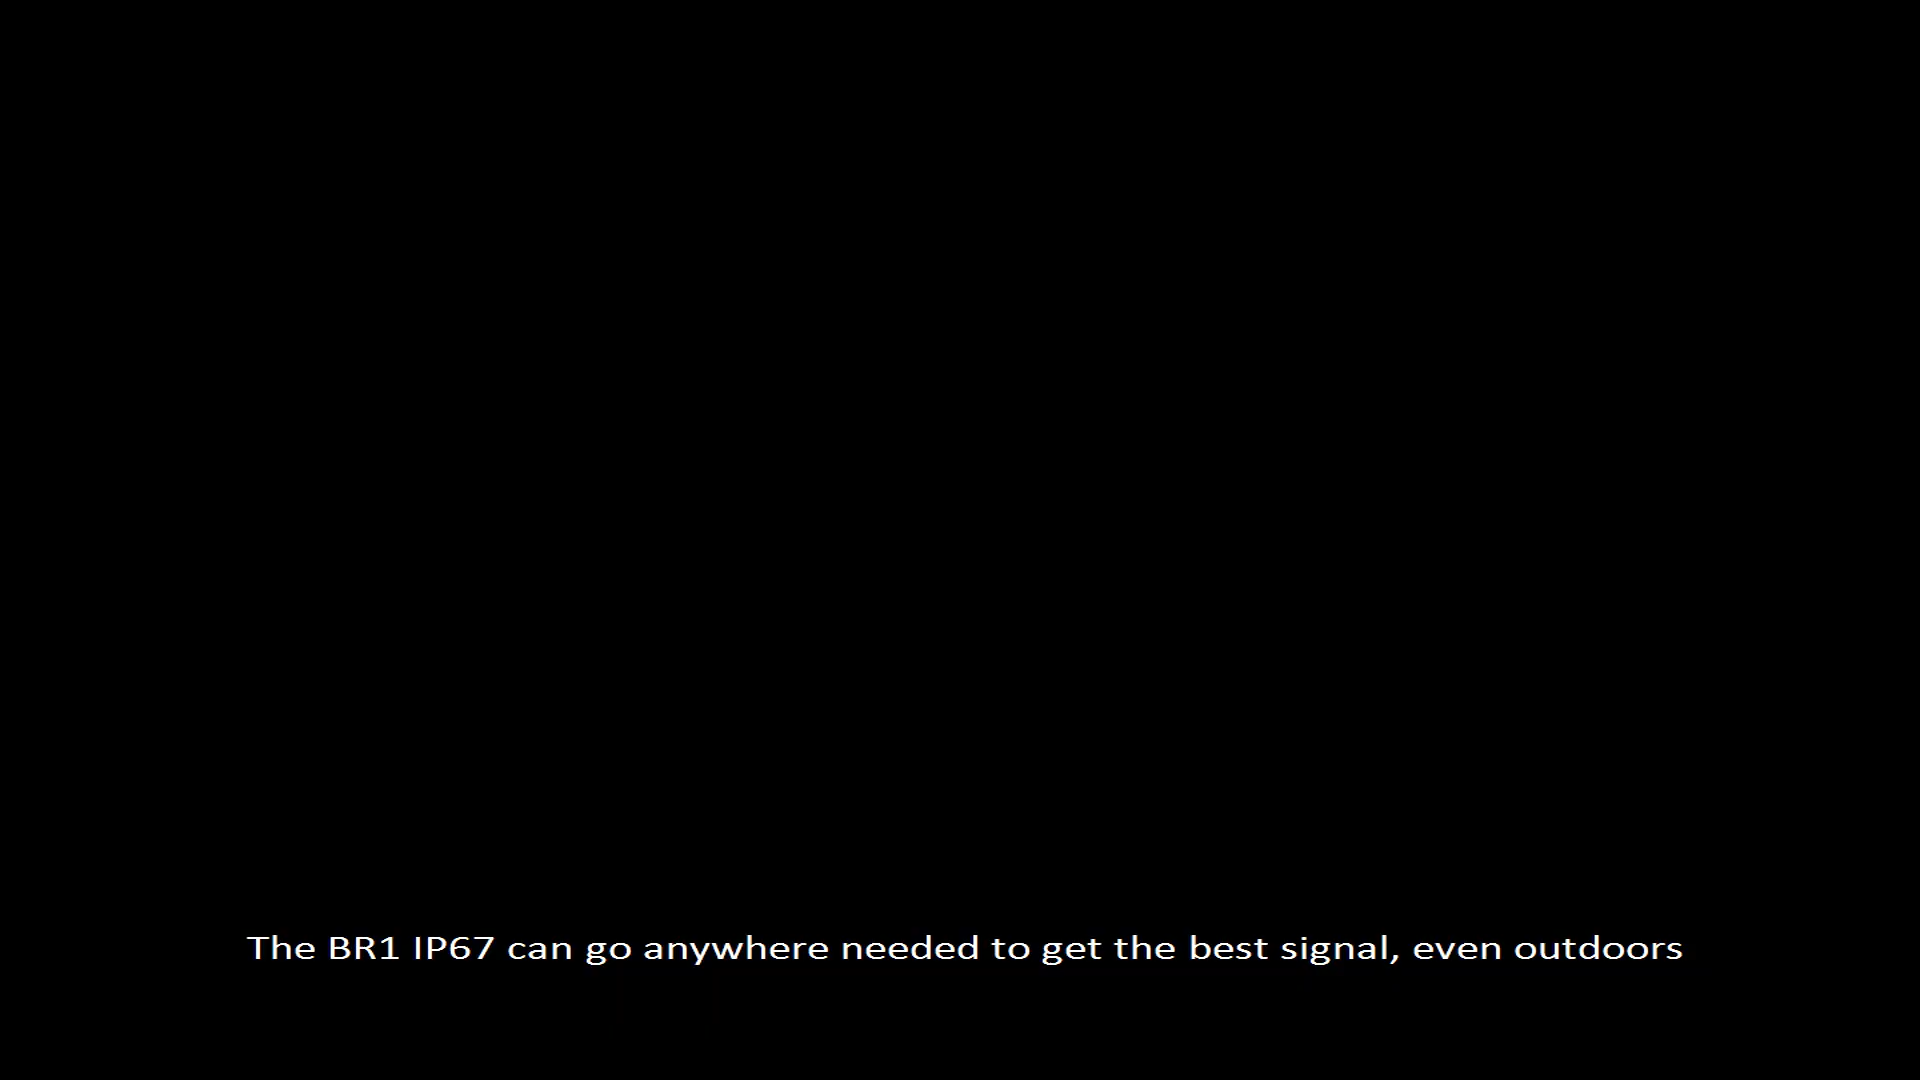 The BR1 IP67 can go anywhere needed to get the best signal, even outdoors